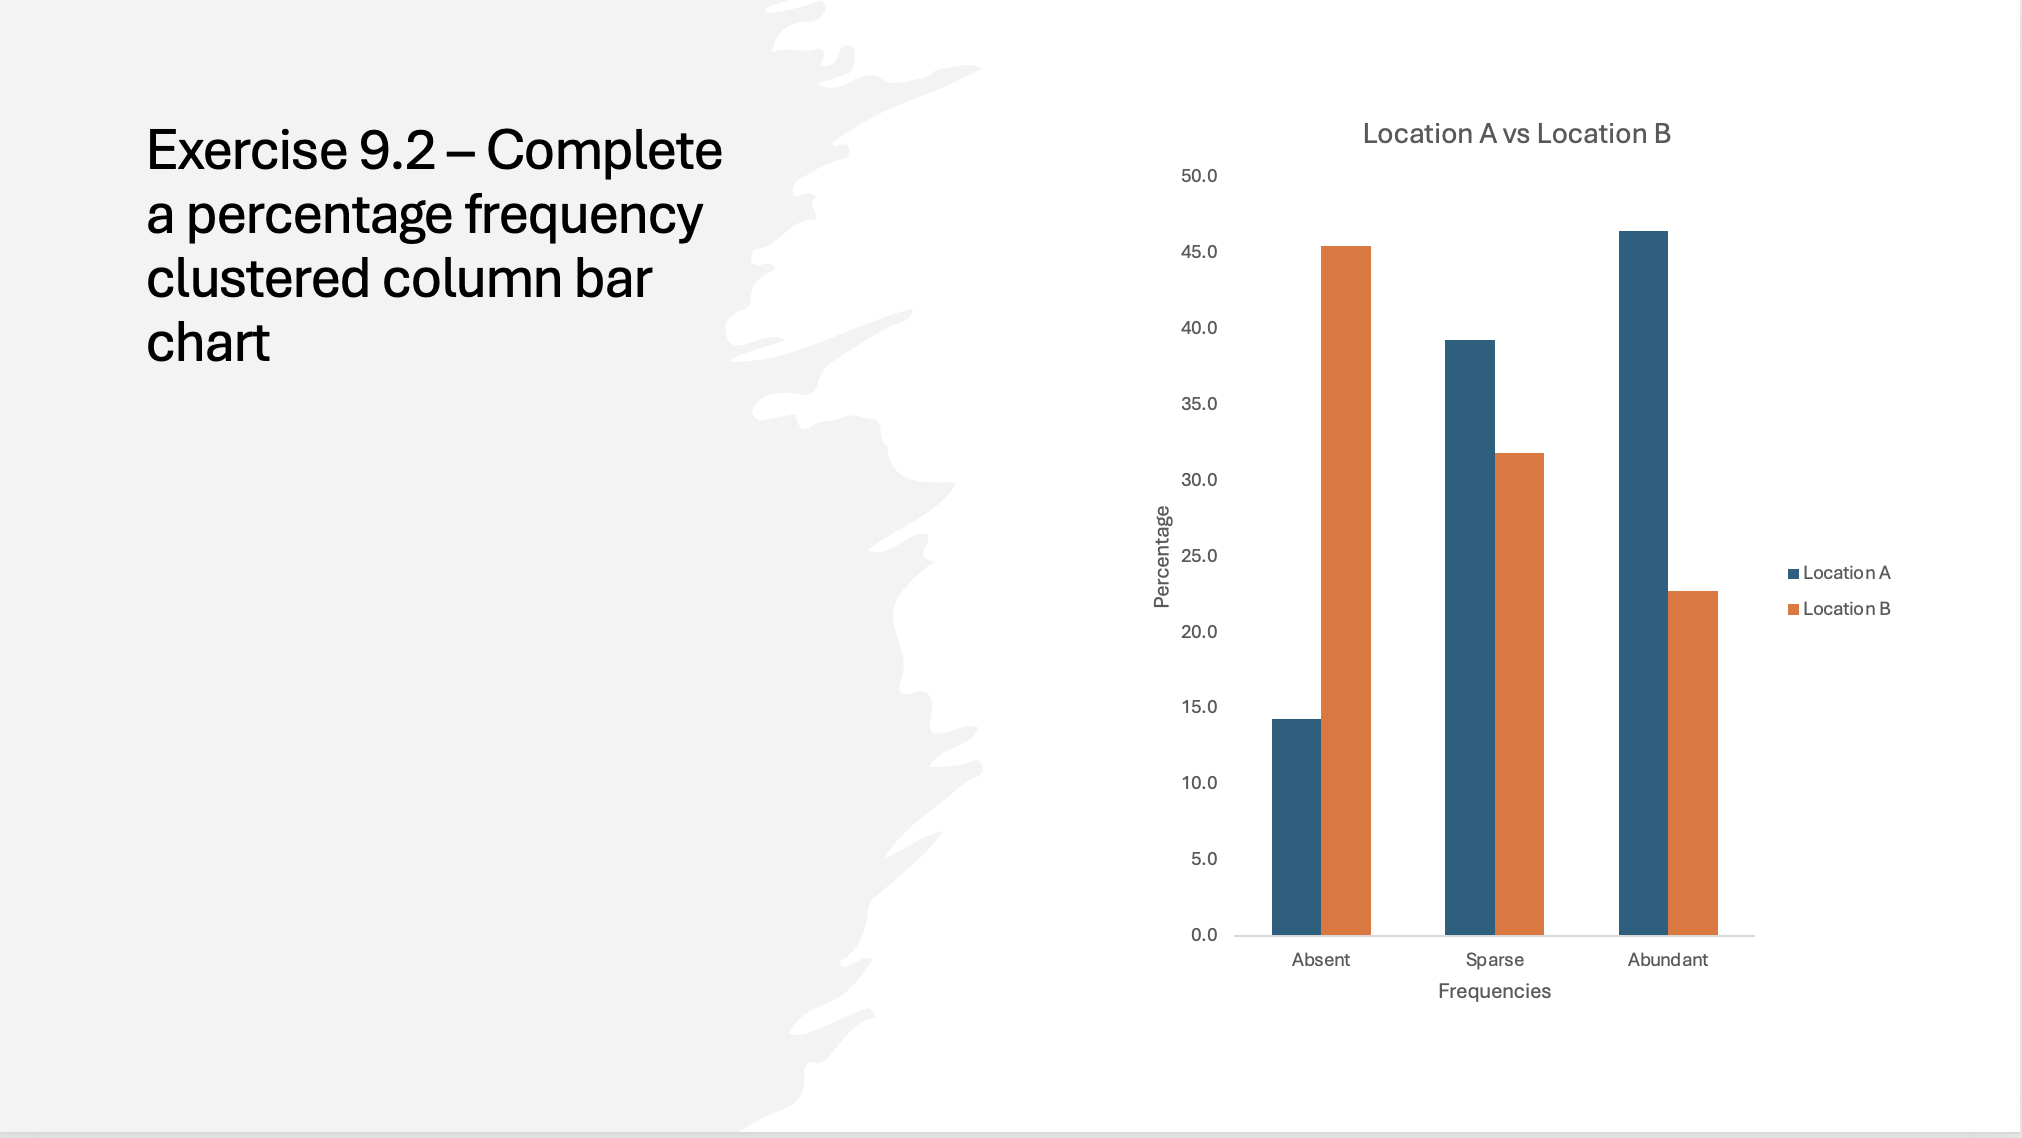 Exercise 9.2 – Complete
a percentage frequency
clustered column bar
chart
Location A vs Location B
50.0
45.0
40.0
35.0
30.0
25.0
20.0
15.0
10.0
5.0
0.0
Percentage
Absent
Sparse
Abundant
Frequencies
Location A
Location B